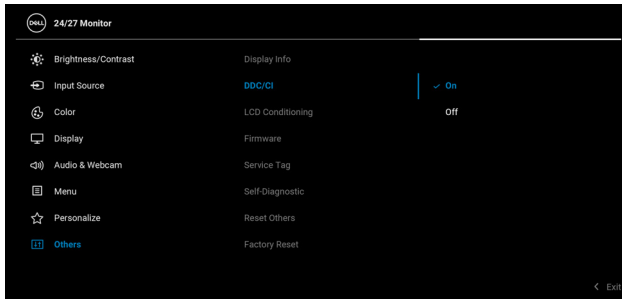 DELL 24/27 Monitor
Brightness/Contrast Display Info
Input Source DDC/CI ✓ On
Color LCD Conditioning Off
Display Firmware
Audio & Webcam Service Tag
Menu Self-Diagnostic
Personalize Reset Others
Others Factory Reset
< Exit